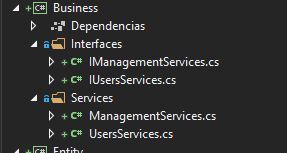 Business
Dependencias
Interfaces
C# IManagementServices.cs
C# IUsersServices.cs
Services
C# ManagementServices.cs
C# UsersServices.cs
Entity